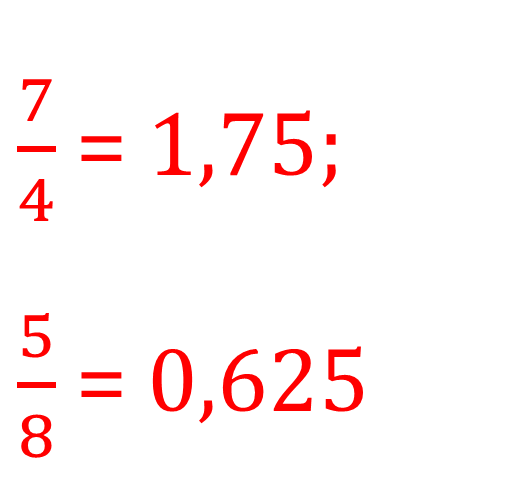 7/4 = 1,75;
5/8 = 0,625